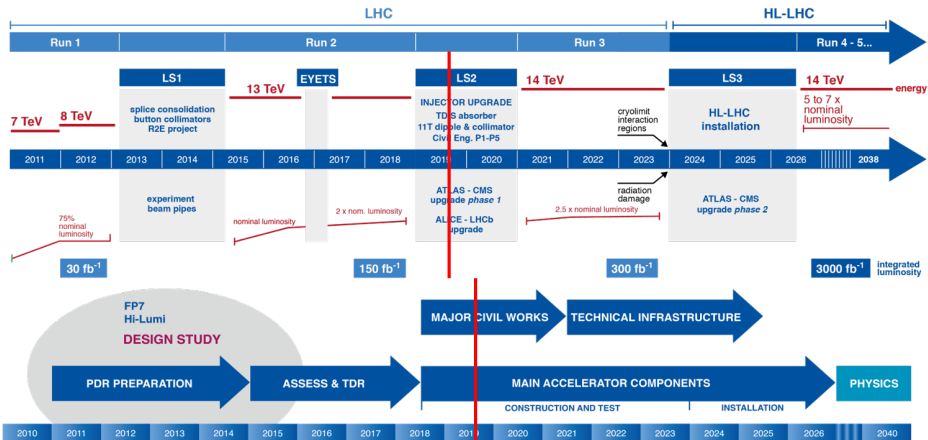 LHC HL-LHC
Run 1 Run 2 Run 3 Run 4 - 5...
LS1 EYETS LS2 LS3
13 TeV 14 TeV 14 TeV
energy
7 TeV 8 TeV
splice consolidation
button collimators
R2E project
INJECTOR UPGRADE
TDIS absorber
11T dipole & collimator
Civil Eng. P1-P5
cryolimit
interaction
regions
HL-LHC
installation
5 to 7 x
nominal
luminosity
2011 2012 2013 2014 2015 2016 2017 2018 2019 2020 2021 2022 2023 2024 2025 2026 2038
experiment
beam pipes
ATLAS - CMS
upgrade phase 1
ALICE - LHCb
upgrade
radiation
damage
ATLAS - CMS
upgrade phase 2
75%
nominal
luminosity
nominal luminosity
2 x nom. luminosity
2.5 x nominal luminosity
30 fb-1 150 fb-1 300 fb-1 3000 fb-1
integrated
luminosity
FP7
Hi-Lumi
DESIGN STUDY
MAJOR CIVIL WORKS TECHNICAL INFRASTRUCTURE
PDR PREPARATION ASSESS & TDR MAIN ACCELERATOR COMPONENTS PHYSICS
CONSTRUCTION AND TEST INSTALLATION
2010 2011 2012 2013 2014 2015 2016 2017 2018 2019 2020 2021 2022 2023 2024 2025 2026 2040